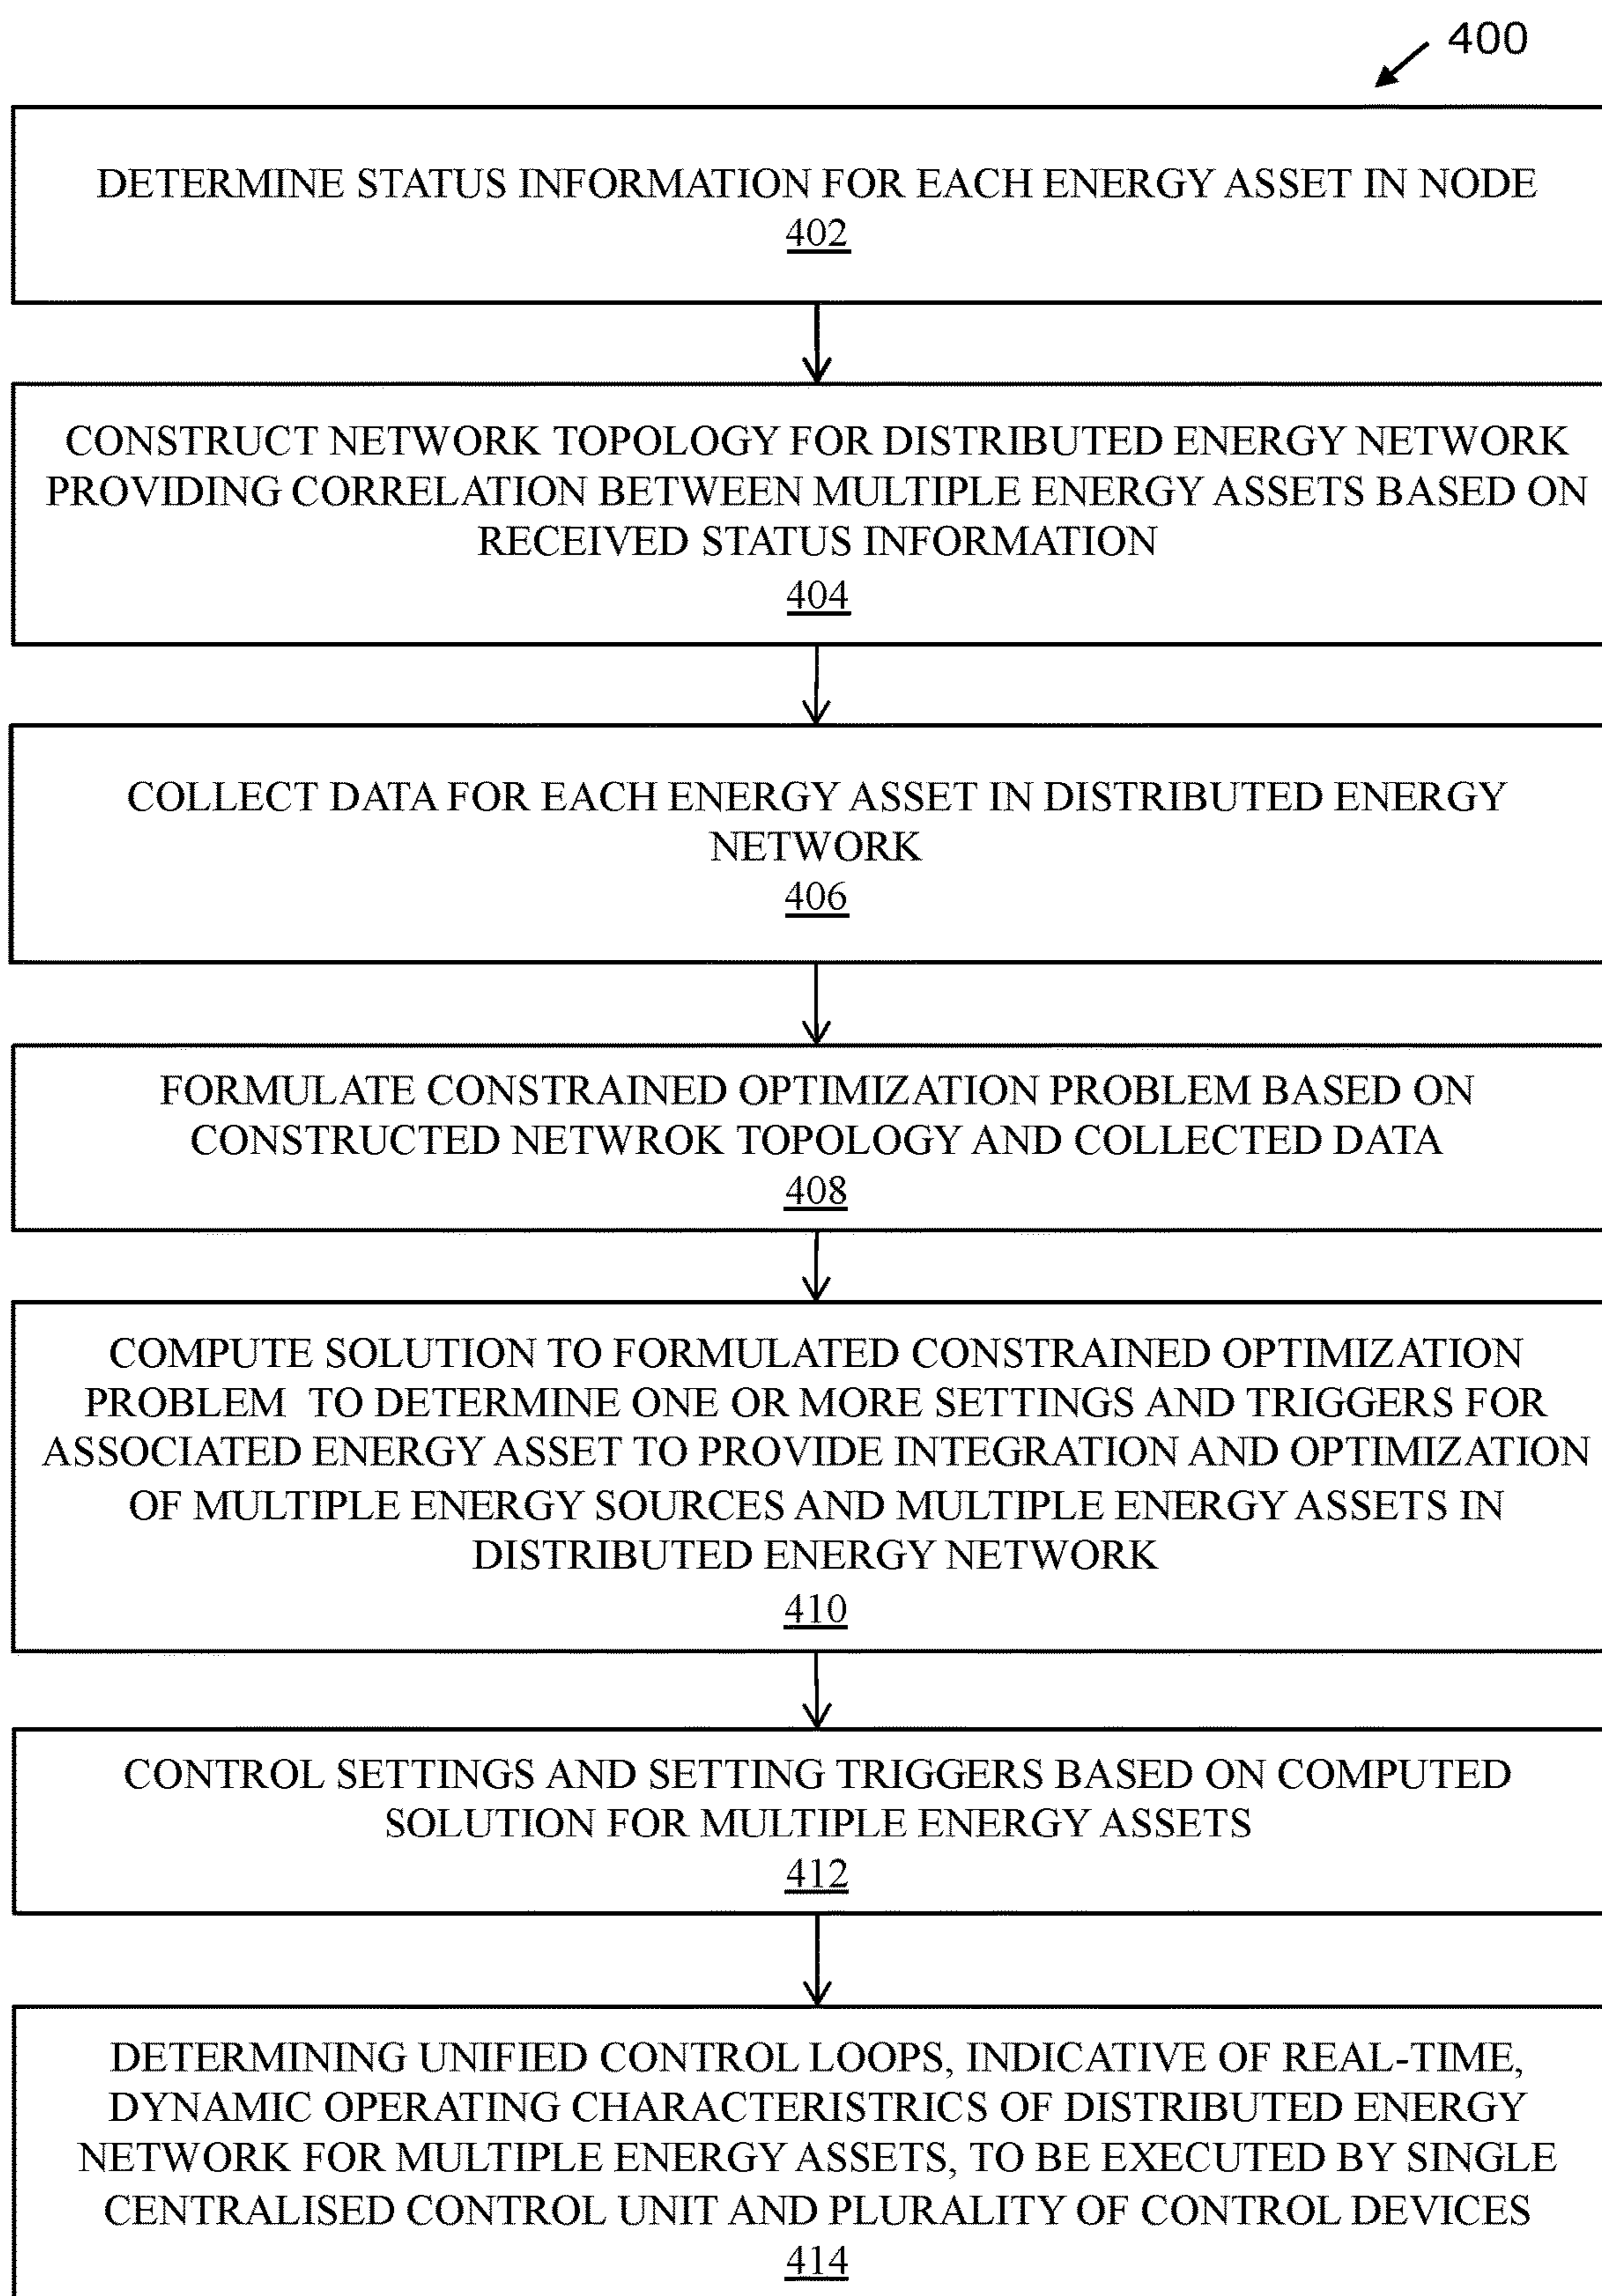 400
DETERMINE STATUS INFORMATION FOR EACH ENERGY ASSET IN NODE
402
CONSTRUCT NETWORK TOPOLOGY FOR DISTRIBUTED ENERGY NETWORK
PROVIDING CORRELATION BETWEEN MULTIPLE ENERGY ASSETS BASED ON
RECEIVED STATUS INFORMATION
404
COLLECT DATA FOR EACH ENERGY ASSET IN DISTRIBUTED ENERGY
NETWORK
406
FORMULATE CONSTRAINED OPTIMIZATION PROBLEM BASED ON
CONSTRUCTED NETWROK TOPOLOGY AND COLLECTED DATA
408
COMPUTE SOLUTION TO FORMULATED CONSTRAINED OPTIMIZATION
PROBLEM TO DETERMINE ONE OR MORE SETTINGS AND TRIGGERS FOR
ASSOCIATED ENERGY ASSET TO PROVIDE INTEGRATION AND OPTIMIZATION
OF MULTIPLE ENERGY SOURCES AND MULTIPLE ENERGY ASSETS IN
DISTRIBUTED ENERGY NETWORK
410
CONTROL SETTINGS AND SETTING TRIGGERS BASED ON COMPUTED
SOLUTION FOR MULTIPLE ENERGY ASSETS
412
DETERMINING UNIFIED CONTROL LOOPS, INDICATIVE OF REAL-TIME,
DYNAMIC OPERATING CHARACTERISTRICS OF DISTRIBUTED ENERGY
NETWORK FOR MULTIPLE ENERGY ASSETS, TO BE EXECUTED BY SINGLE
CENTRALISED CONTROL UNIT AND PLURALITY OF CONTROL DEVICES
414